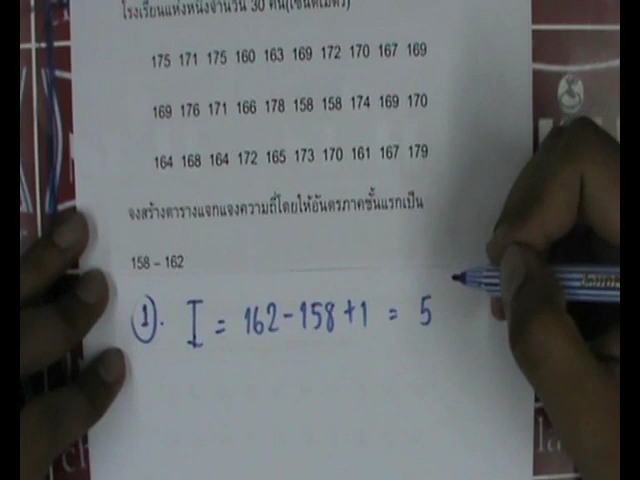 โรงเรียนแห่งหนึ่งจำนวน 30 คน(เซนติเมตร)
175 171 175 160 163 169 172 170 167 169
169 176 171 166 178 158 158 174 169 170
164 168 164 172 165 173 170 161 167 179
จงสร้างตารางแจกแจงความถี่โดยให้อันตรภาคชั้นแรกเป็น
158 – 162
1. I = 162 - 158 + 1 = 5